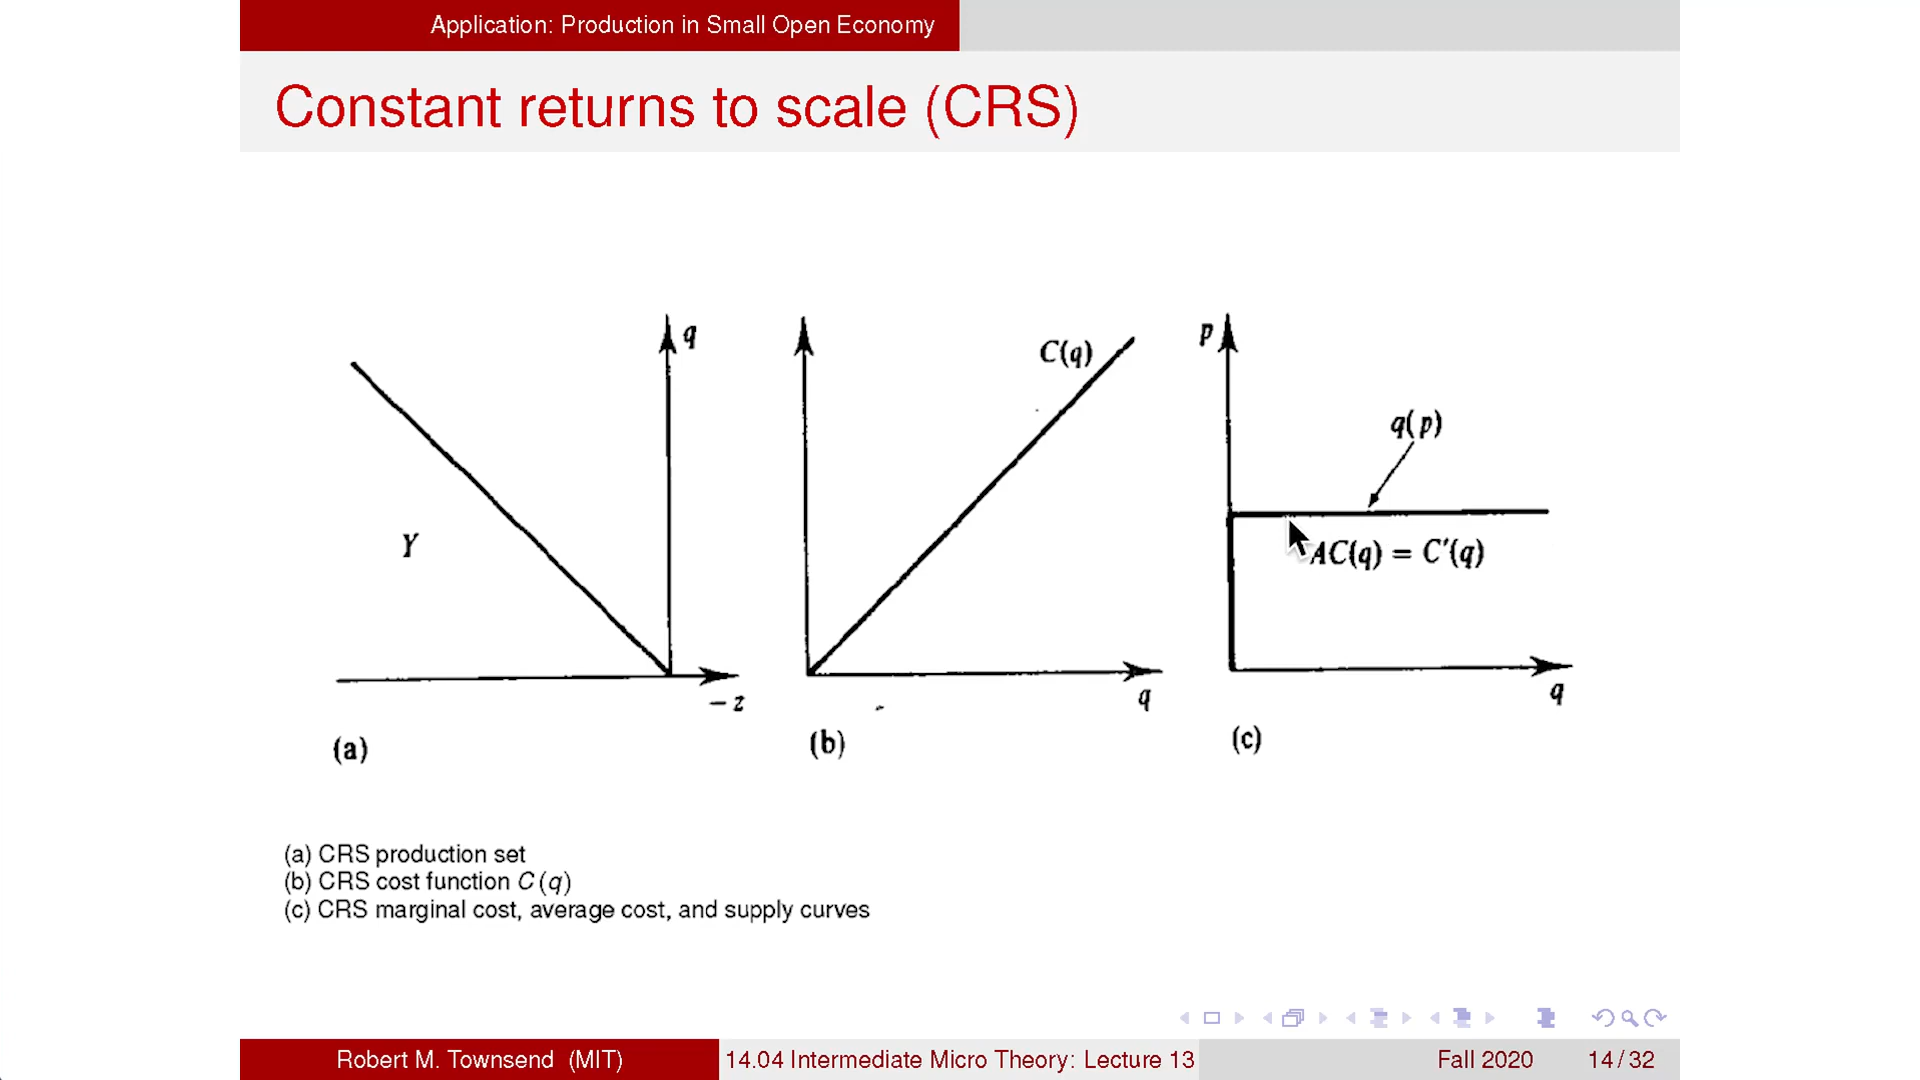 Application: Production in Small Open Economy
Constant returns to scale (CRS)
q
Y
− z
(a)
C(q)
q
(b)
p
q(p)
AC(q) = C′(q)
q
(c)
(a) CRS production set
(b) CRS cost function C(q)
(c) CRS marginal cost, average cost, and supply curves
Robert M. Townsend (MIT)
14.04 Intermediate Micro Theory: Lecture 13
Fall 2020
14 / 32